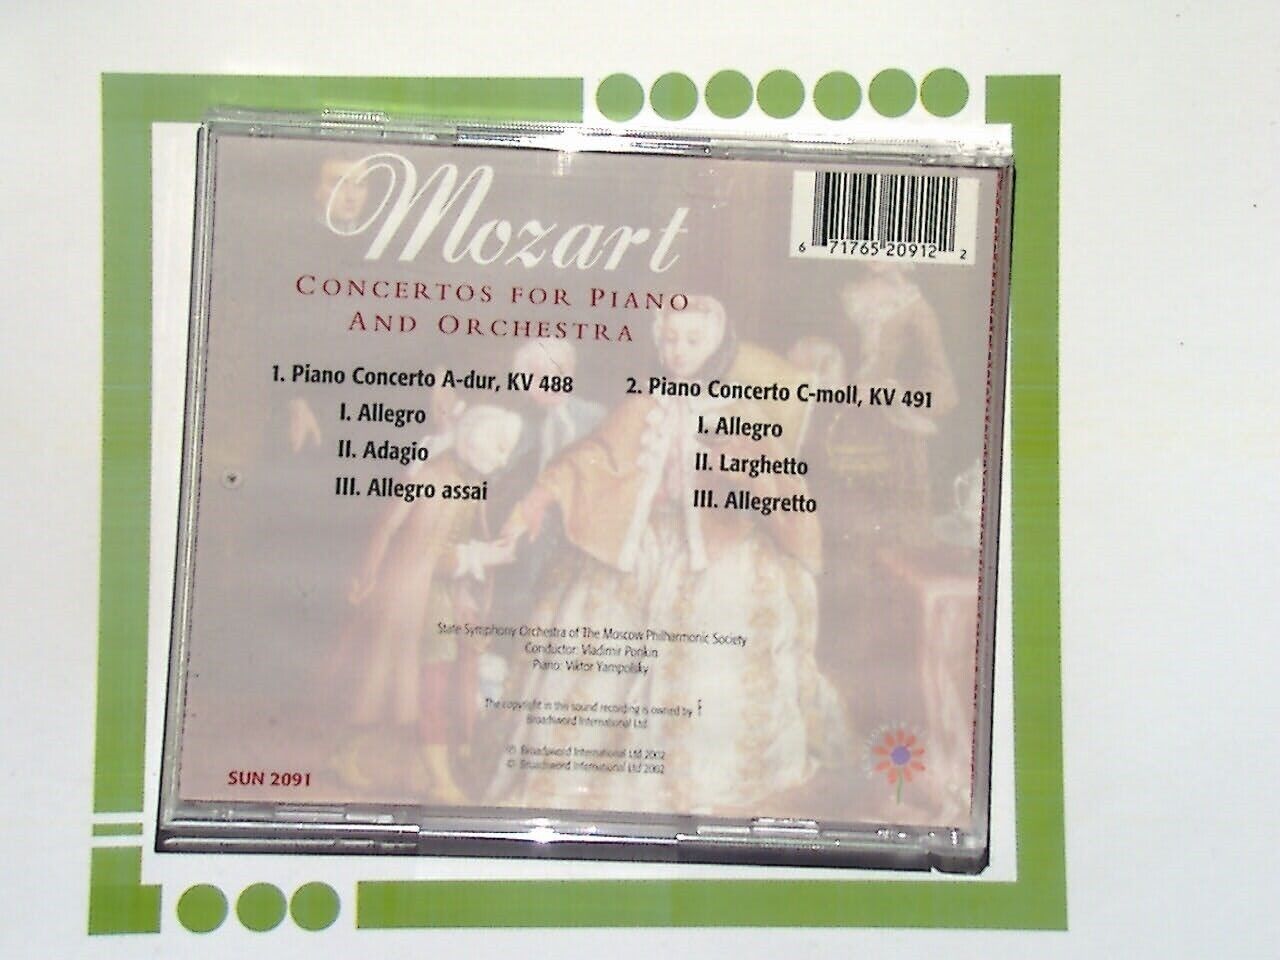 Mozart
CONCERTOS FOR PIANO
AND ORCHESTRA
6 71765 20912 2
1. Piano Concerto A-dur, KV 488
I. Allegro
II. Adagio
III. Allegro assai
2. Piano Concerto C-moll, KV 491
I. Allegro
II. Larghetto
III. Allegretto
State Symphony Orchestra of The Moscow Philharmonic Society
Conductor: Vladimir Ponkin
Piano: Viktor Yampolsky
The copyright in this sound recording is owned by
Broadsword International Ltd
℗ Broadsword International Ltd 2002
© Broadsword International Ltd 2002
SUN 2091